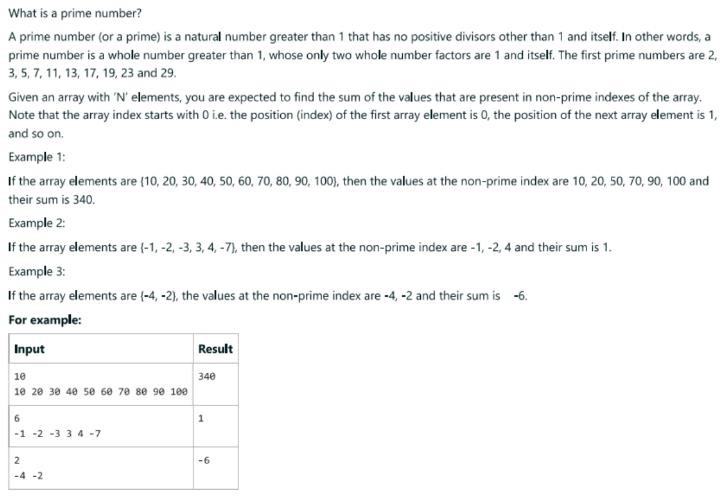 What is a prime number?
A prime number (or a prime) is a natural number greater than 1 that has no positive divisors other than 1 and itself. In other words, a
prime number is a whole number greater than 1, whose only two whole number factors are 1 and itself. The first prime numbers are 2,
3, 5, 7, 11, 13, 17, 19, 23 and 29.
Given an array with 'N' elements, you are expected to find the sum of the values that are present in non-prime indexes of the array.
Note that the array index starts with 0 i.e. the position (index) of the first array element is 0, the position of the next array element is 1,
and so on.
Example 1:
If the array elements are {10, 20, 30, 40, 50, 60, 70, 80, 90, 100}, then the values at the non-prime index are 10, 20, 50, 70, 90, 100 and
their sum is 340.
Example 2:
If the array elements are {-1, -2, -3, 3, 4, -7}, then the values at the non-prime index are -1, -2, 4 and their sum is 1.
Example 3:
If the array elements are {-4, -2}, the values at the non-prime index are -4, -2 and their sum is -6.
For example:
Input Result
10 340
10 20 30 40 50 60 70 80 90 100
6 1
-1 -2 -3 3 4 -7
2 -6
-4 -2